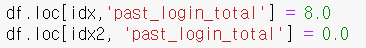 df.loc[idx,'past_login_total'] = 8.0
df.loc[idx2, 'past_login_total'] = 0.0